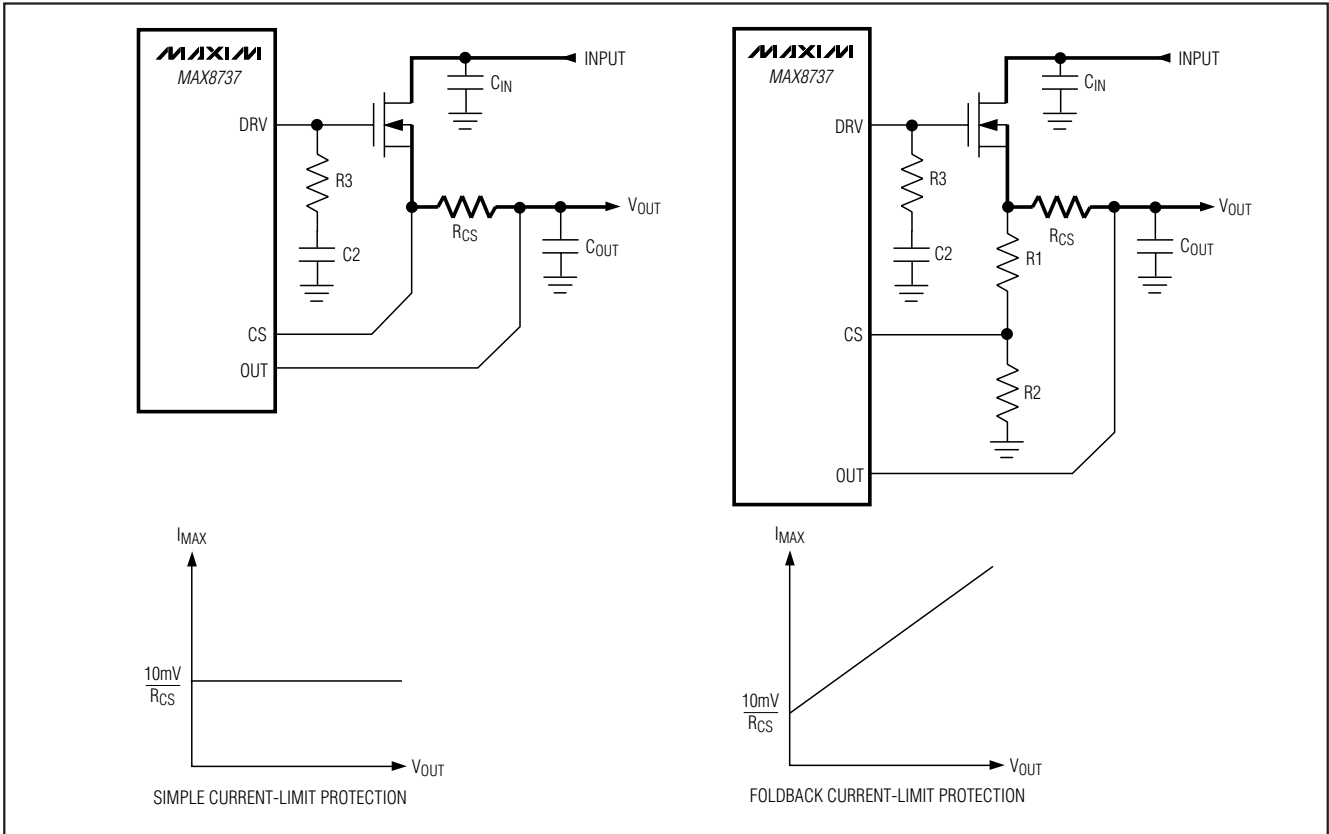 MAXIM
MAX8737
DRV
R3
C2
CS
OUT
INPUT
CIN
RCS
VOUT
COUT
IMAX
10mV
RCS
VOUT
SIMPLE CURRENT-LIMIT PROTECTION
MAXIM
MAX8737
DRV
R3
C2
CS
OUT
INPUT
CIN
RCS
R1
R2
VOUT
COUT
IMAX
10mV
RCS
VOUT
FOLDBACK CURRENT-LIMIT PROTECTION